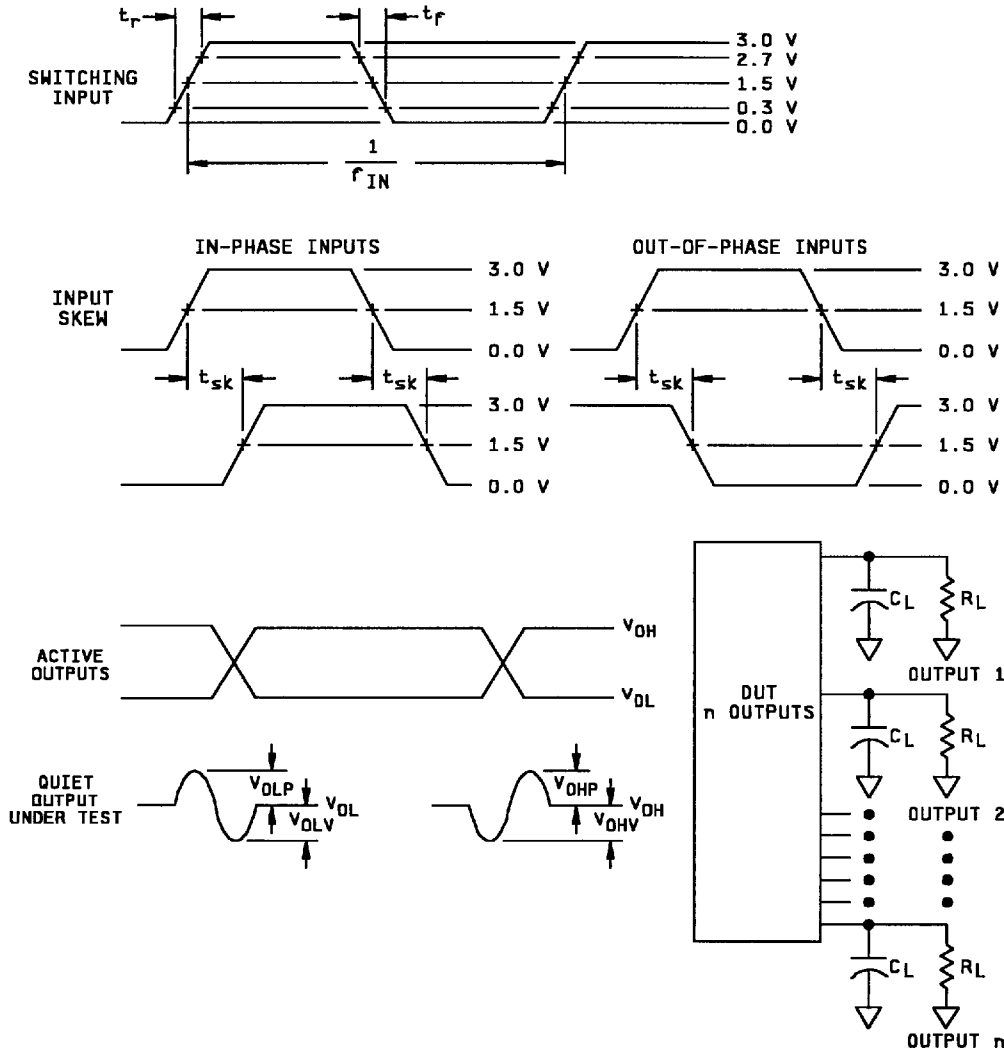 tr
tf
SWITCHING
INPUT
3.0 V
2.7 V
1.5 V
0.3 V
0.0 V
1
fIN
IN-PHASE INPUTS
OUT-OF-PHASE INPUTS
INPUT
SKEW
3.0 V
1.5 V
0.0 V
3.0 V
1.5 V
0.0 V
tsk
tsk
tsk
tsk
3.0 V
1.5 V
0.0 V
3.0 V
1.5 V
0.0 V
ACTIVE
OUTPUTS
VOH
VOL
DUT
n OUTPUTS
CL
RL
OUTPUT 1
CL
RL
OUTPUT 2
QUIET
OUTPUT
UNDER TEST
VOLP
VOL
VOLV
VOHP
VOH
VOHV
CL
RL
OUTPUT n